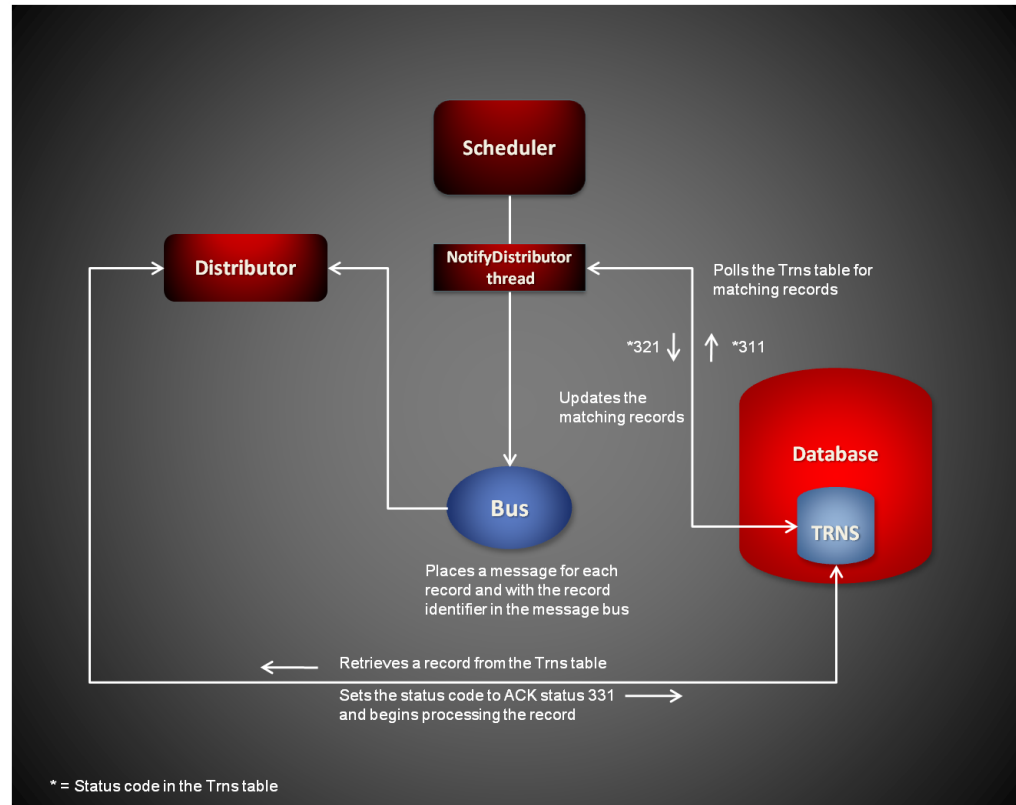 Scheduler
Distributor
NotifyDistributor
thread
Polls the Trns table for
matching records
*321
*311
Updates the
matching records
Database
TRNS
Bus
Places a message for each
record and with the record
identifier in the message bus
Retrieves a record from the Trns table
Sets the status code to ACK status 331
and begins processing the record
* = Status code in the Trns table